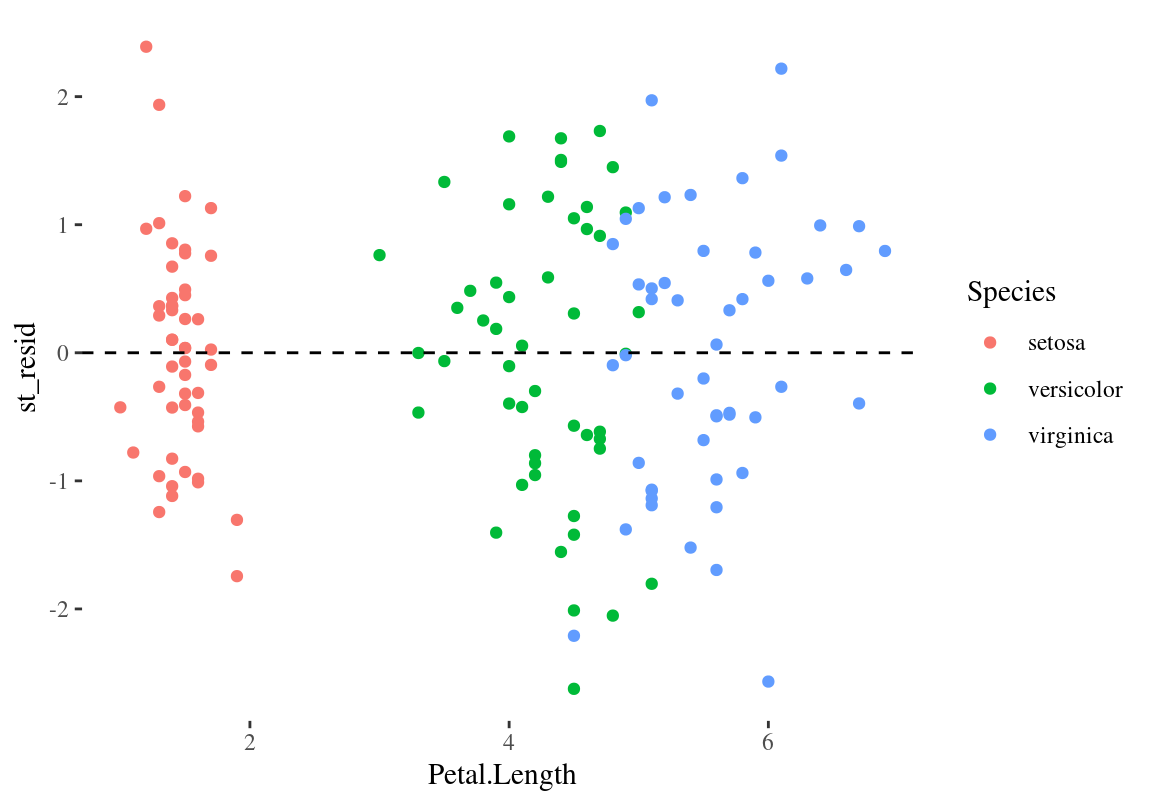 2
1
0
-1
-2
st_resid
2
4
6
Petal.Length
Species
setosa
versicolor
virginica